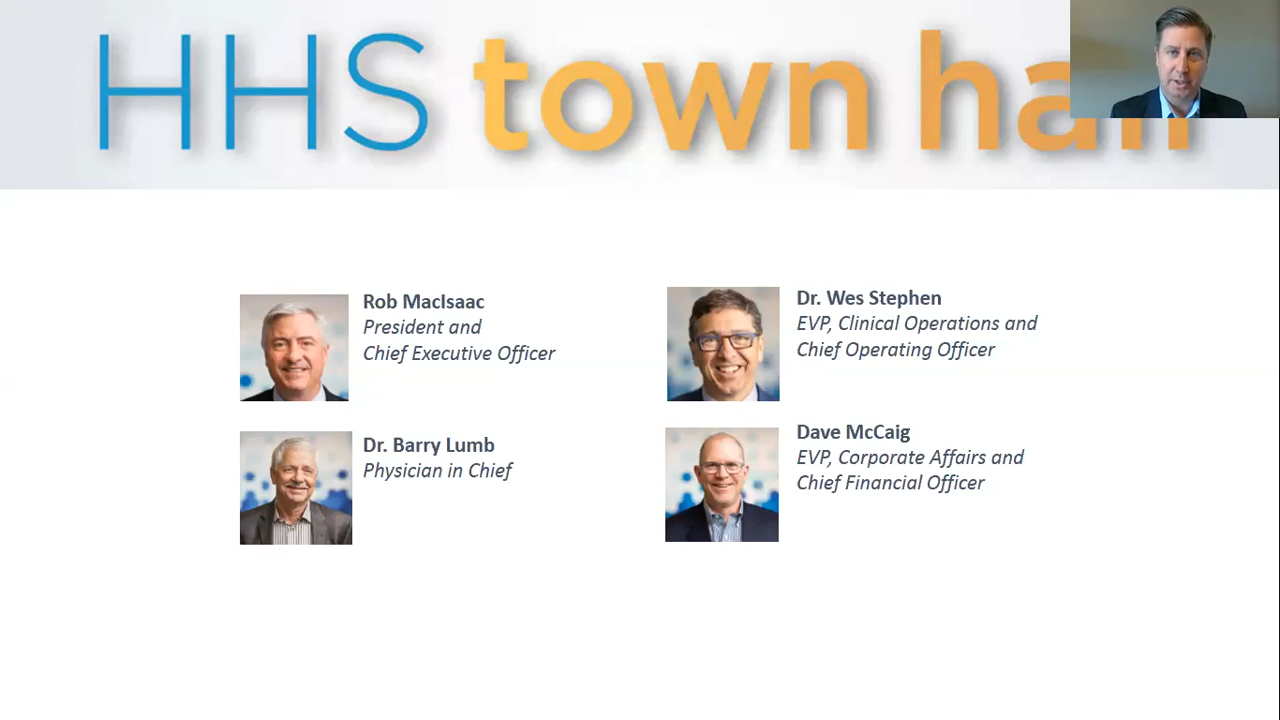 HHS town hall
Rob MacIsaac
President and
Chief Executive Officer
Dr. Wes Stephen
EVP, Clinical Operations and
Chief Operating Officer
Dr. Barry Lumb
Physician in Chief
Dave McCaig
EVP, Corporate Affairs and
Chief Financial Officer